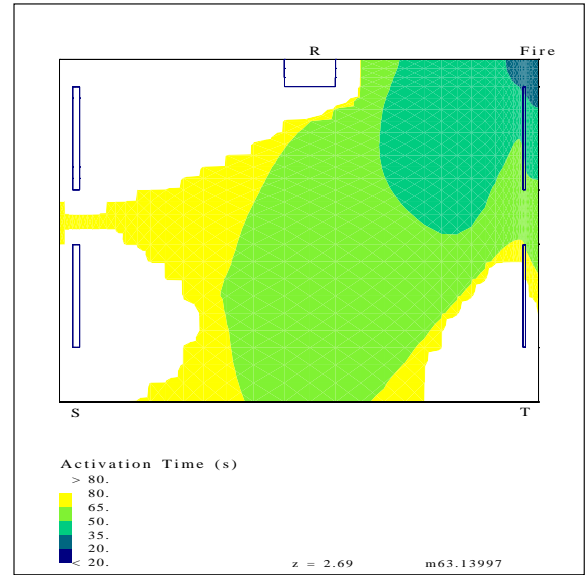 R
Fire
S
T
Activation Time (s)
> 80.
80.
65.
50.
35.
20.
< 20.
z = 2.69
m63.13997